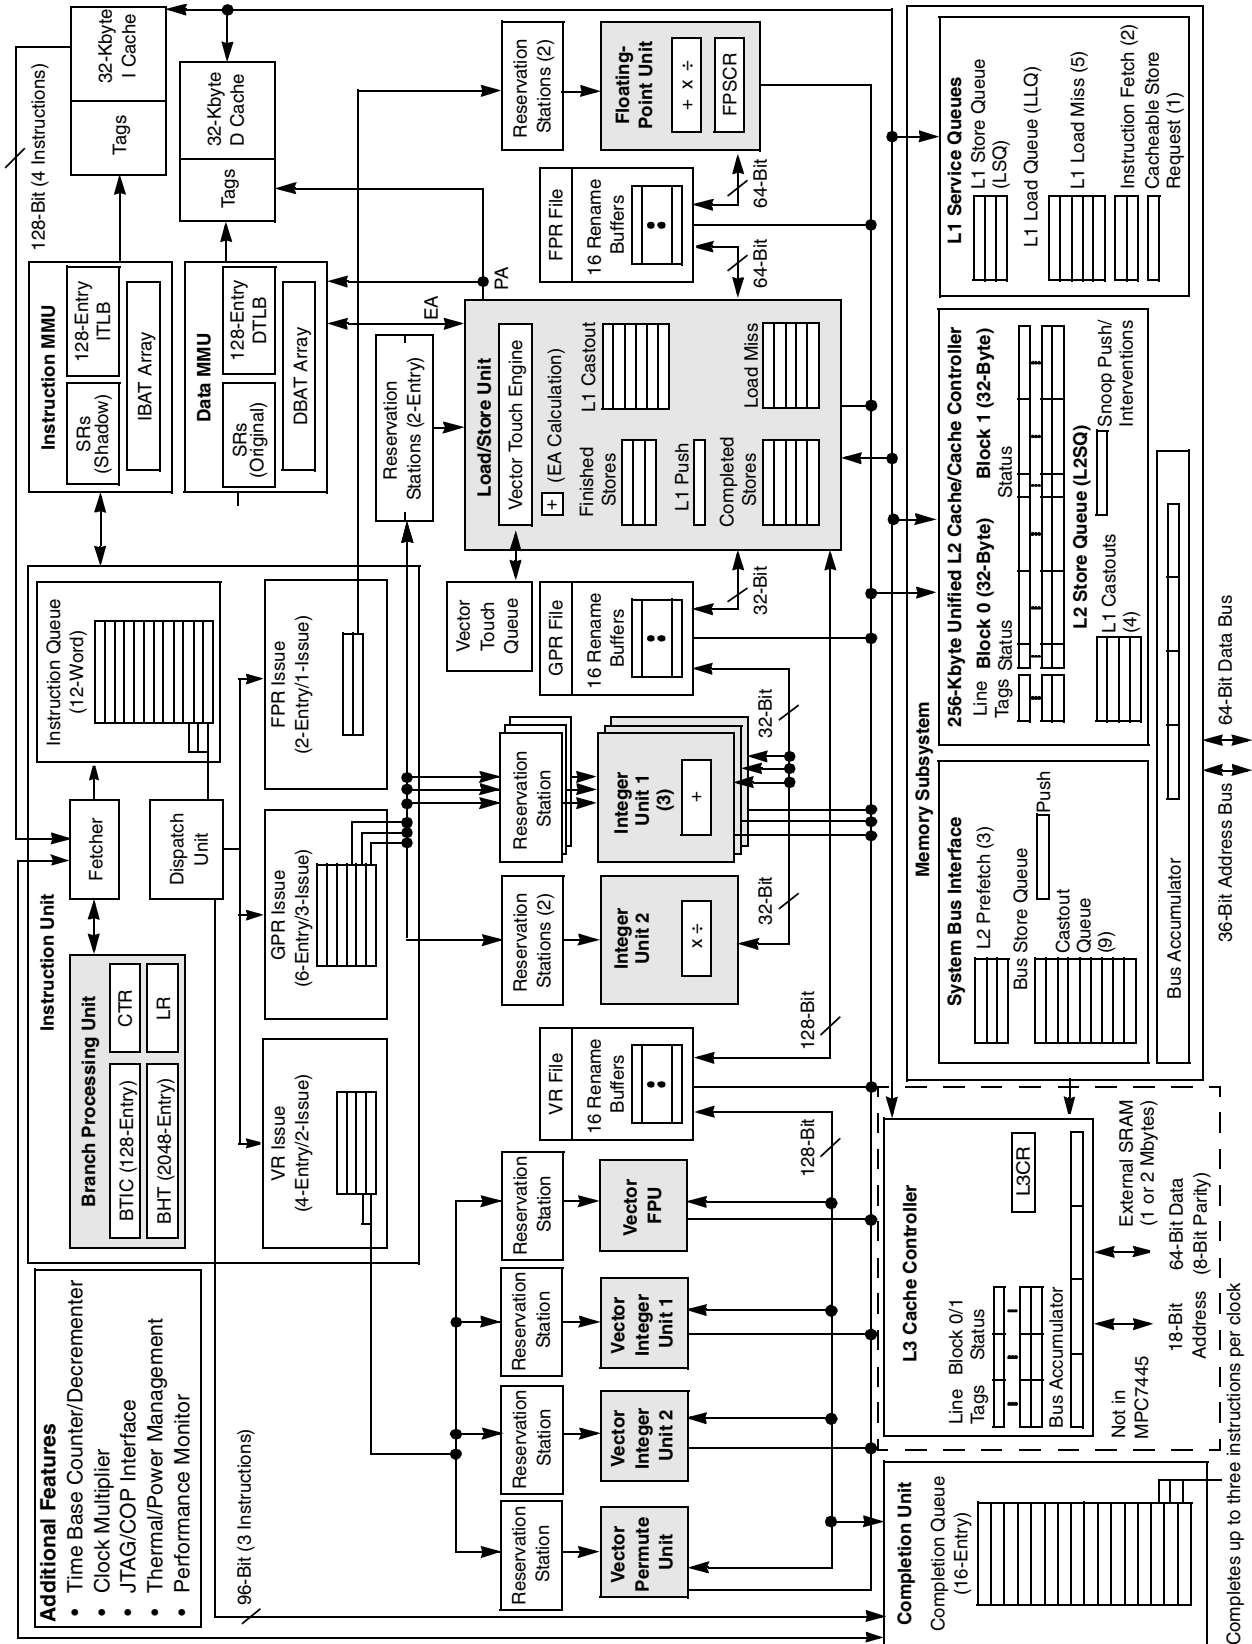 Additional Features
• Time Base Counter/Decrementer
• Clock Multiplier
• JTAG/COP Interface
• Thermal/Power Management
• Performance Monitor
Instruction Unit
Branch Processing Unit
BTIC (128-Entry)
CTR
BHT (2048-Entry)
LR
Fetcher
Instruction Queue
(12-Word)
Dispatch
Unit
128-Bit (4 Instructions)
96-Bit (3 Instructions)
Instruction MMU
SRs
(Shadow)
128-Entry
ITLB
IBAT Array
Tags
32-Kbyte
I Cache
Data MMU
SRs
(Original)
128-Entry
DTLB
DBAT Array
Tags
32-Kbyte
D Cache
VR Issue
(4-Entry/2-Issue)
GPR Issue
(6-Entry/3-Issue)
FPR Issue
(2-Entry/1-Issue)
EA
PA
Reservation
Stations (2-Entry)
Vector
Touch
Queue
Load/Store Unit
Vector Touch Engine
+
(EA Calculation)
Finished
Stores
L1 Castout
L1 Push
Completed
Stores
Load Miss
Reservation
Station
Reservation
Station
Reservation
Station
Reservation
Station
Reservation
Stations (2)
Reservation
Station
Reservation
Stations (2)
Vector
Permute
Unit
Vector
Integer
Unit 2
Vector
Integer
Unit 1
Vector
FPU
VR File
16 Rename
Buffers
Integer
Unit 2
x ÷
Integer
Unit 1
(3)
+
GPR File
16 Rename
Buffers
FPR File
16 Rename
Buffers
Floating-
Point Unit
+ x ÷
FPSCR
128-Bit
128-Bit
32-Bit
32-Bit
32-Bit
64-Bit
64-Bit
Completion Unit
Completion Queue
(16-Entry)
Completes up to three instructions per clock
L3 Cache Controller
Line
Tags
Block 0/1
Status
L3CR
Bus Accumulator
Not in
MPC7445
18-Bit
Address
64-Bit Data
(8-Bit Parity)
External SRAM
(1 or 2 Mbytes)
Memory Subsystem
System Bus Interface
L2 Prefetch (3)
Bus Store Queue
Castout
Queue
(9)
Push
Bus Accumulator
256-Kbyte Unified L2 Cache/Cache Controller
Line
Tags
Block 0 (32-Byte)
Status
Block 1 (32-Byte)
Status
L2 Store Queue (L2SQ)
L1 Castouts
(4)
Snoop Push/
Interventions
L1 Service Queues
L1 Store Queue
(LSQ)
L1 Load Queue (LLQ)
L1 Load Miss (5)
Instruction Fetch (2)
Cacheable Store
Request (1)
36-Bit Address Bus
64-Bit Data Bus